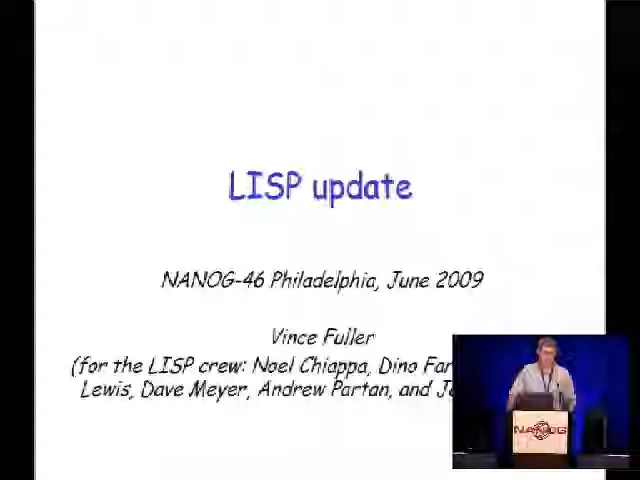 LISP update
NANOG-46 Philadelphia, June 2009
Vince Fuller
(for the LISP crew: Noel Chiappa, Dino
Lewis, Dave Meyer, Andrew Partan, and
NANOG